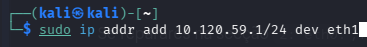 ┌──(kali㉿kali)-[~]
└─$ sudo ip addr add 10.120.59.1/24 dev eth1